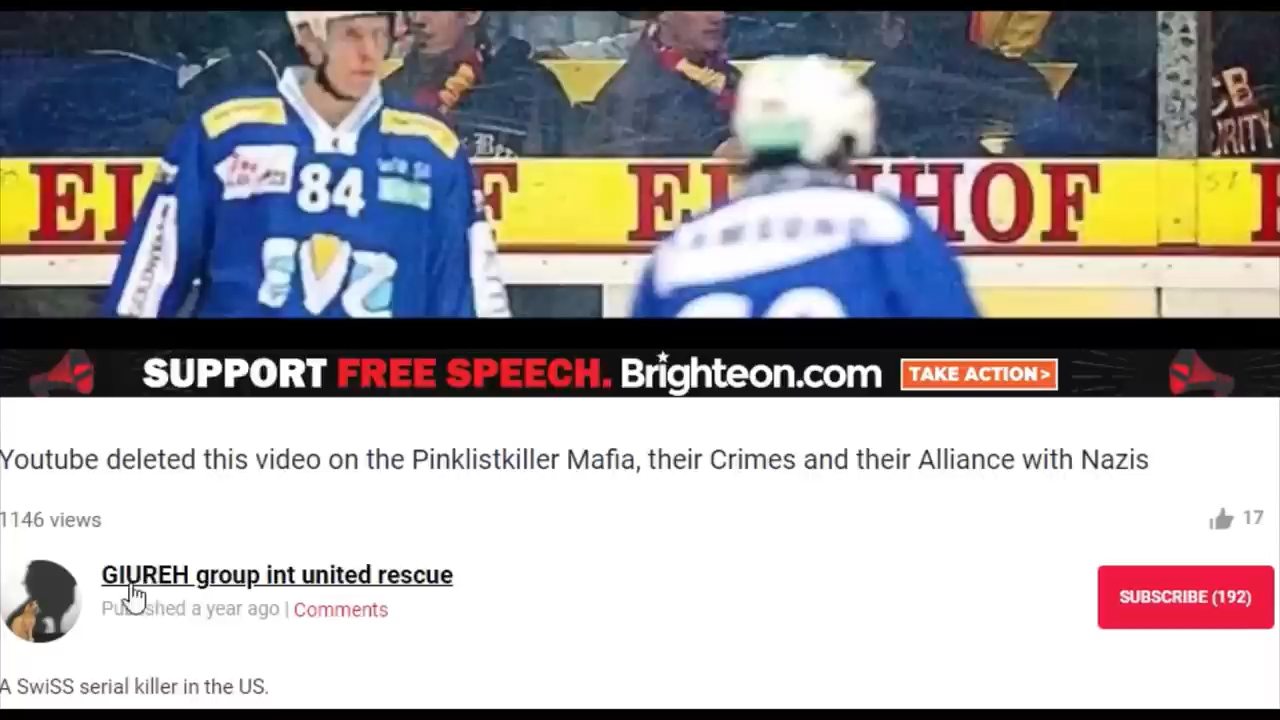 84
EVZ
SUPPORT FREE SPEECH. Brighteon.com TAKE ACTION >
Youtube deleted this video on the Pinklistkiller Mafia, their Crimes and their Alliance with Nazis
1146 views
17
GIUREH group int united rescue
Published a year ago | Comments
SUBSCRIBE (192)
A SwiSS serial killer in the US.